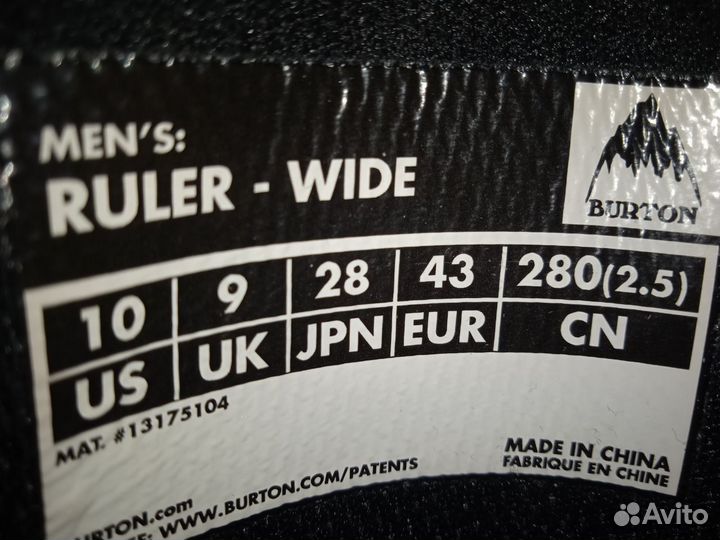 MEN'S:
RULER - WIDE
BURTON
10 9 28 43 280(2.5)
US UK JPN EUR CN
MAT. #13175104
MADE IN CHINA
FABRIQUE EN CHINE
BURTON.com
WWW.BURTON.COM/PATENTS
Avito